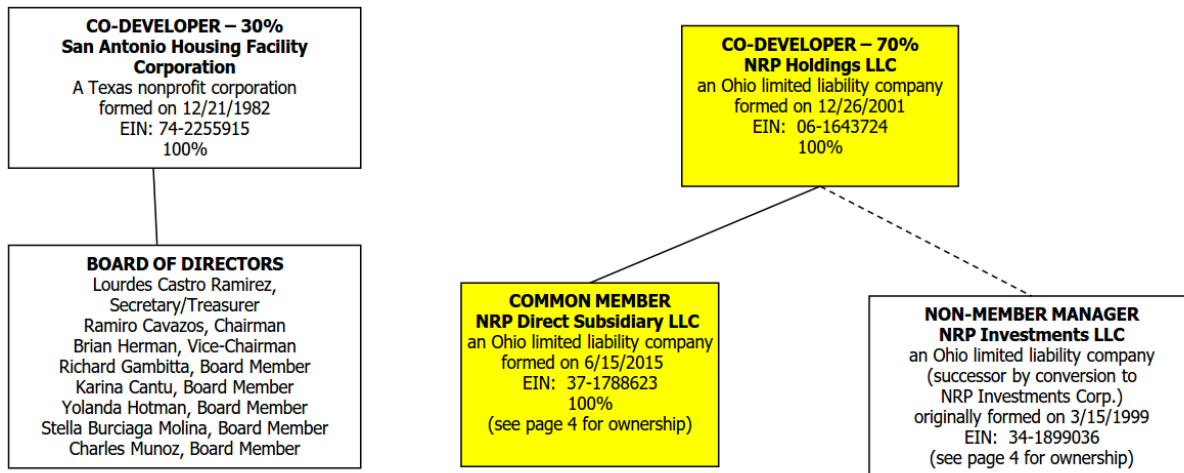 CO-DEVELOPER – 30%
San Antonio Housing Facility
Corporation
A Texas nonprofit corporation
formed on 12/21/1982
EIN: 74-2255915
100%
CO-DEVELOPER – 70%
NRP Holdings LLC
an Ohio limited liability company
formed on 12/26/2001
EIN: 06-1643724
100%
BOARD OF DIRECTORS
Lourdes Castro Ramirez,
Secretary/Treasurer
Ramiro Cavazos, Chairman
Brian Herman, Vice-Chairman
Richard Gambitta, Board Member
Karina Cantu, Board Member
Yolanda Hotman, Board Member
Stella Burciaga Molina, Board Member
Charles Munoz, Board Member
COMMON MEMBER
NRP Direct Subsidiary LLC
an Ohio limited liability company
formed on 6/15/2015
EIN: 37-1788623
100%
(see page 4 for ownership)
NON-MEMBER MANAGER
NRP Investments LLC
an Ohio limited liability company
(successor by conversion to
NRP Investments Corp.)
originally formed on 3/15/1999
EIN: 34-1899036
(see page 4 for ownership)